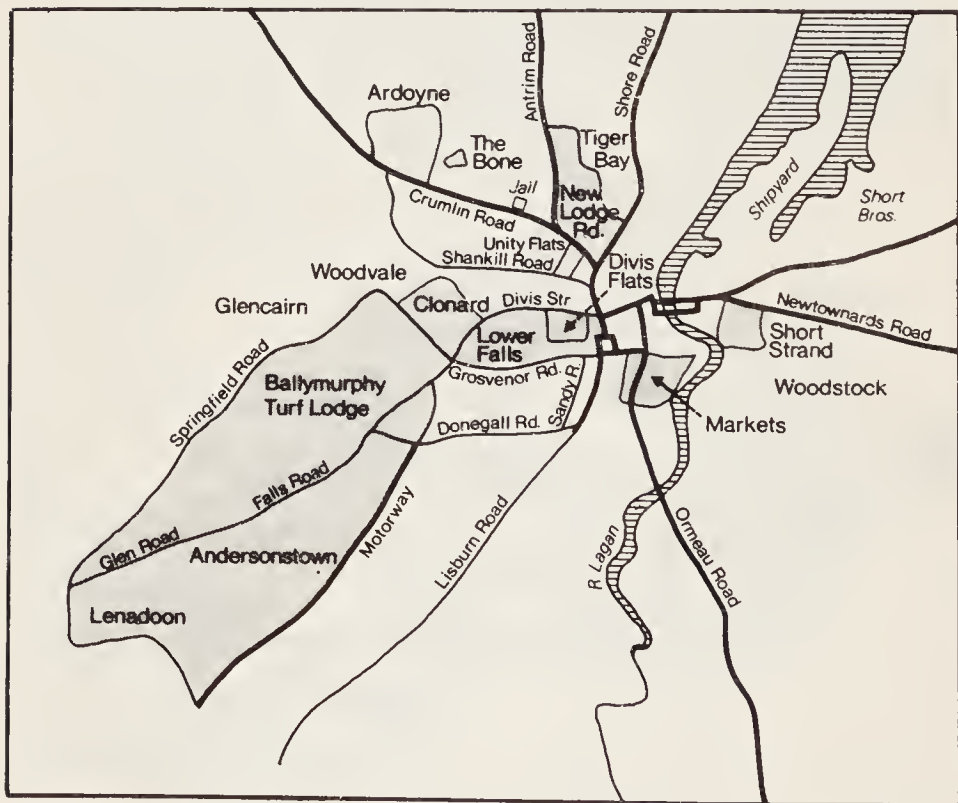 Antrim Road
Shore Road
Ardoyne
The
Bone
Tiger
Bay
Jail
New
Lodge
Rd.
Shipyard
Short
Bros.
Crumlin Road
Unity Flats
Shankill Road
Divis
Flats
Woodvale
Glencairn
Clonard
Divis Str
Newtownards Road
Lower
Falls
Short
Strand
Springfield Road
Grosvenor Rd.
Sandy R.
Woodstock
Ballymurphy
Turf Lodge
Donegall Rd.
Markets
Falls Road
Motorway
Glen Road
Andersonstown
Lisburn Road
R Lagan
Ormeau Road
Lenadoon